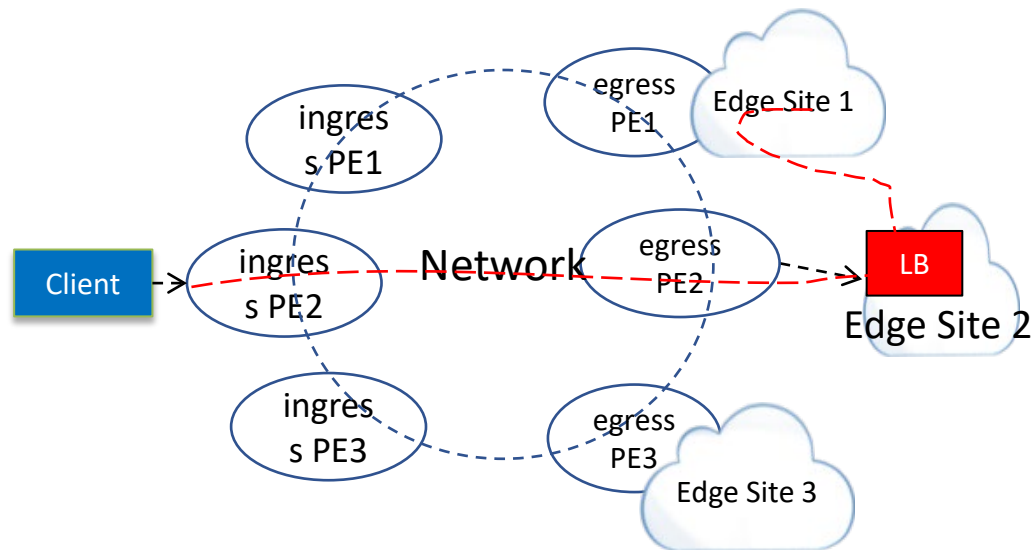 egress
PE1
Edge Site 1
ingres
s PE1
Client
ingres
s PE2
Network
egress
PE2
LB
Edge Site 2
ingres
s PE3
egress
PE3
Edge Site 3